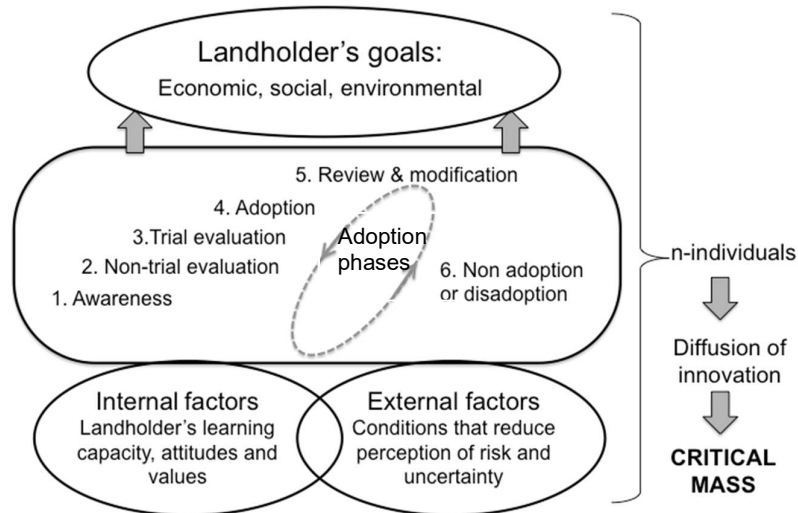 Landholder's goals:
Economic, social, environmental
5. Review & modification
4. Adoption
3.Trial evaluation
2. Non-trial evaluation
1. Awareness
Adoption
phases
6. Non adoption
or disadoption
Internal factors
Landholder's learning
capacity, attitudes and
values
External factors
Conditions that reduce
perception of risk and
uncertainty
n-individuals
Diffusion of
innovation
CRITICAL
MASS